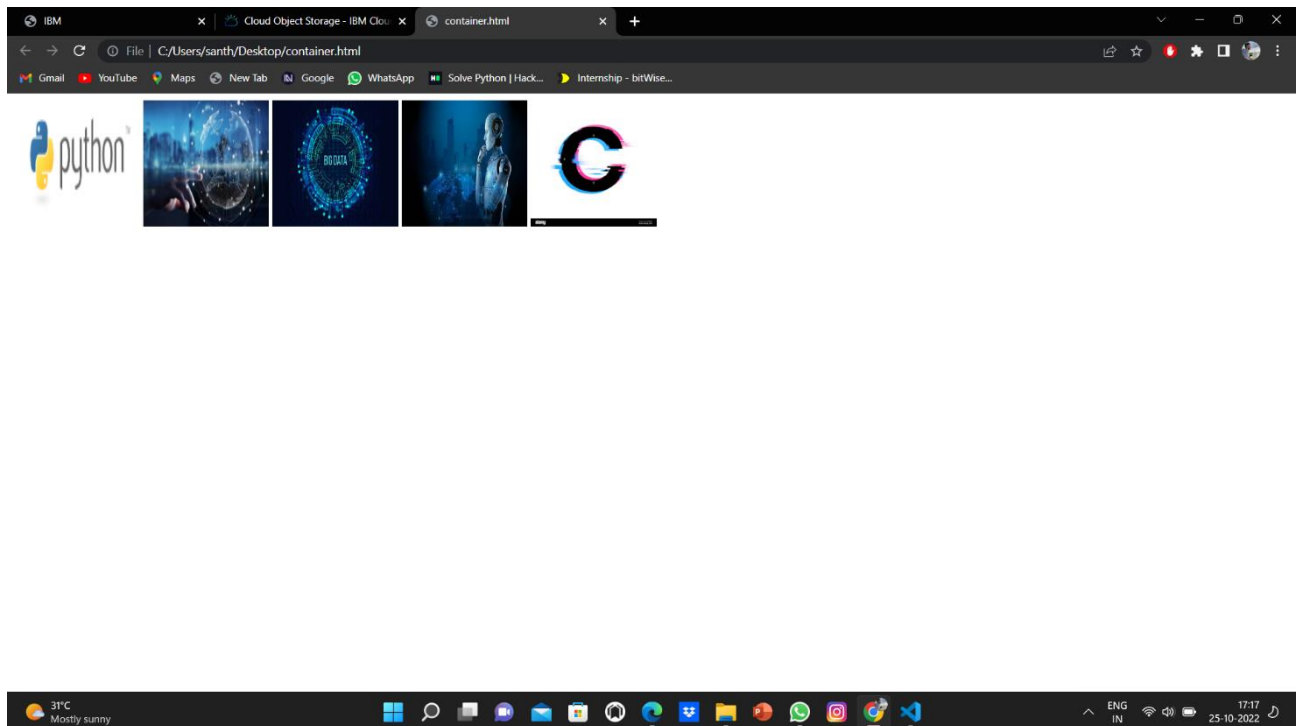 IBM
Cloud Object Storage - IBM Clou
container.html
File | C:/Users/santh/Desktop/container.html
Gmail
YouTube
Maps
New Tab
Google
WhatsApp
Solve Python | Hack...
Internship - bitWise...
python
BIG DATA
C
31°C
Mostly sunny
ENG
IN
17:17
25-10-2022